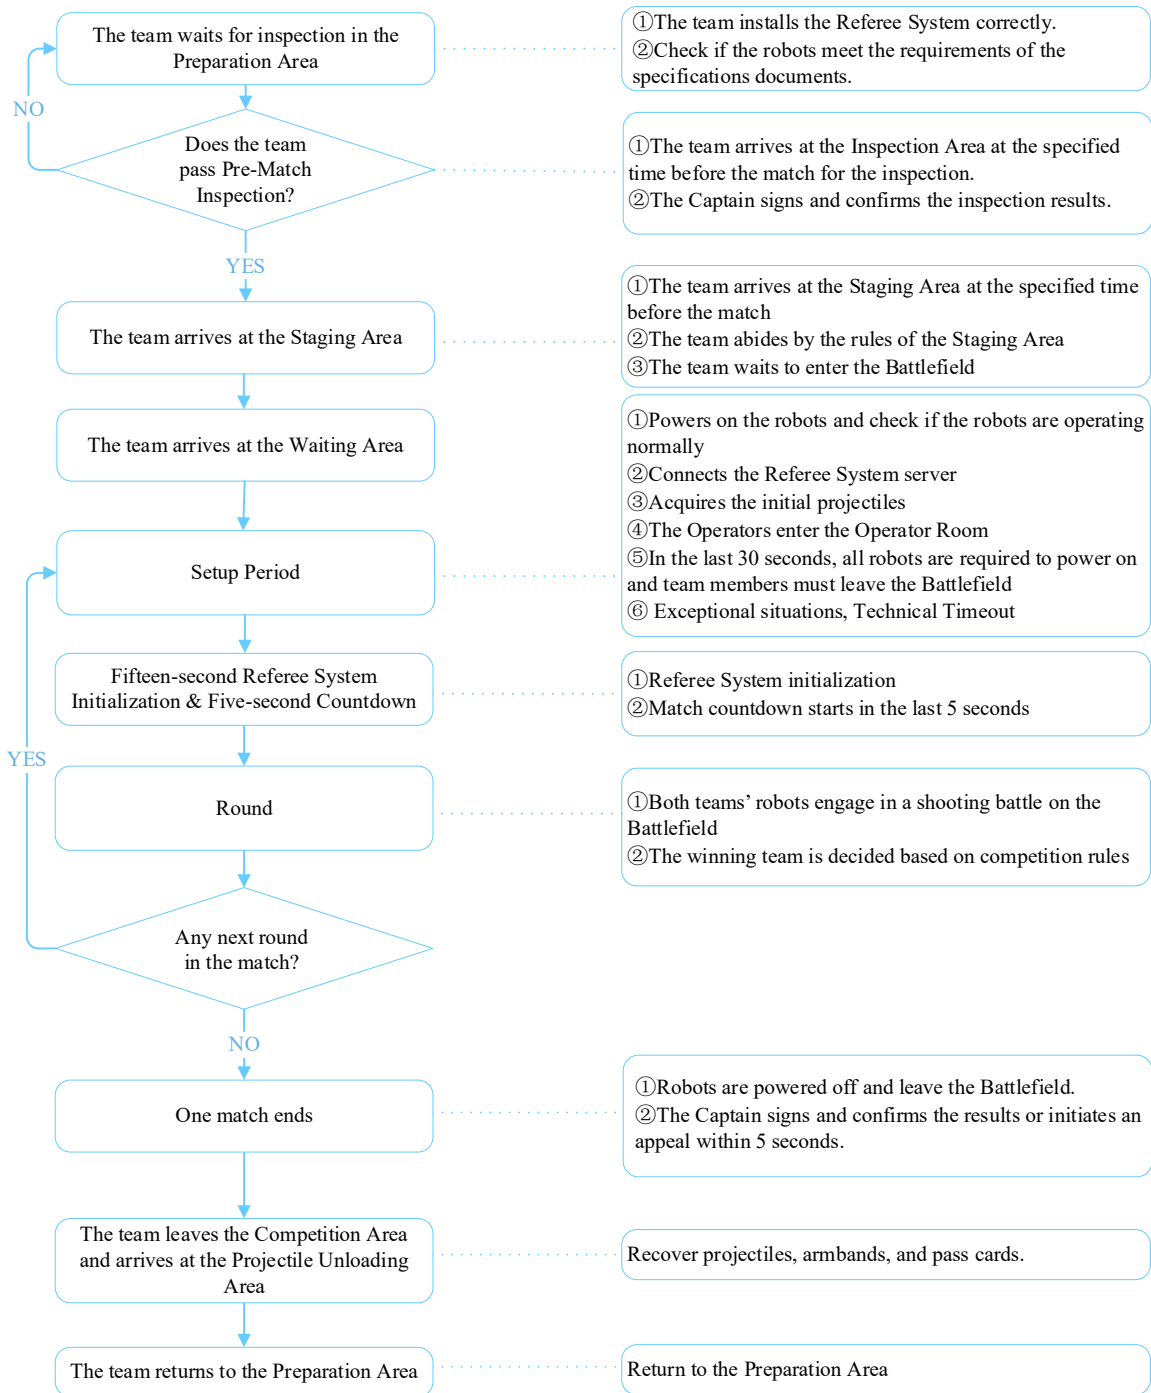 The team waits for inspection in the
Preparation Area
①The team installs the Referee System correctly.
②Check if the robots meet the requirements of the
specifications documents.
NO
Does the team
pass Pre-Match
Inspection?
①The team arrives at the Inspection Area at the specified
time before the match for the inspection.
②The Captain signs and confirms the inspection results.
YES
The team arrives at the Staging Area
①The team arrives at the Staging Area at the specified time
before the match
②The team abides by the rules of the Staging Area
③The team waits to enter the Battlefield
The team arrives at the Waiting Area
Setup Period
①Powers on the robots and check if the robots are operating
normally
②Connects the Referee System server
③Acquires the initial projectiles
④The Operators enter the Operator Room
⑤In the last 30 seconds, all robots are required to power on
and team members must leave the Battlefield
⑥ Exceptional situations, Technical Timeout
Fifteen-second Referee System
Initialization & Five-second Countdown
①Referee System initialization
②Match countdown starts in the last 5 seconds
YES
Round
①Both teams’ robots engage in a shooting battle on the
Battlefield
②The winning team is decided based on competition rules
Any next round
in the match?
NO
One match ends
①Robots are powered off and leave the Battlefield.
②The Captain signs and confirms the results or initiates an
appeal within 5 seconds.
The team leaves the Competition Area
and arrives at the Projectile Unloading
Area
Recover projectiles, armbands, and pass cards.
The team returns to the Preparation Area
Return to the Preparation Area